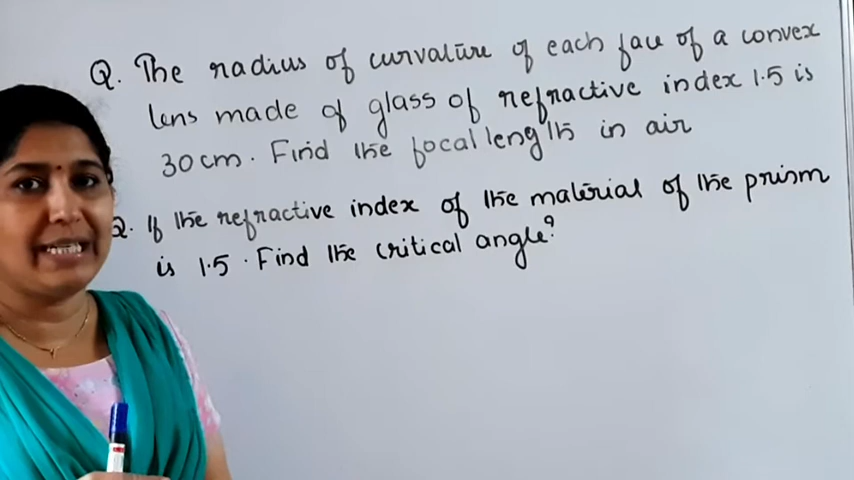 Q. The radius of curvature of each face of a convex
lens made of glass of refractive index 1.5 is
30cm. Find the focal length in air
Q. If the refractive index of the material of the prism
is 1.5. Find the critical angle?